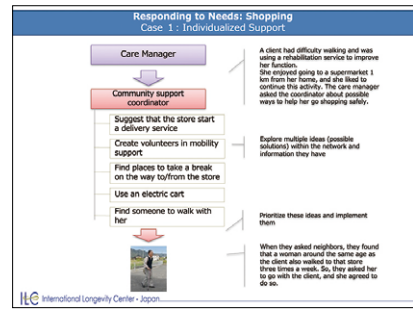 Responding to Needs: Shopping
Case 1: Individualized Support
Care Manager
Community support
coordinator
Suggest that the store start
a delivery service
Create volunteers in mobility
support
Find places to take a break
on the way to/from the store
Use an electric cart
Find someone to walk with
her
A client had difficulty walking and was
using a rehabilitation service to improve
her function.
She enjoyed going to a supermarket 1
km from her home, and she liked to
continue this activity. The care manager
asked the coordinator about possible
ways to help her go shopping safely.
Explore multiple ideas (possible
solutions) within the network and
information they have
Prioritize these ideas and implement
them
When they asked neighbors, they found
that a woman around the same age as
the client also walked to that store
three times a week. So, they asked her
to go with the client, and she agreed to
do so.
ILC International Longevity Center - Japan